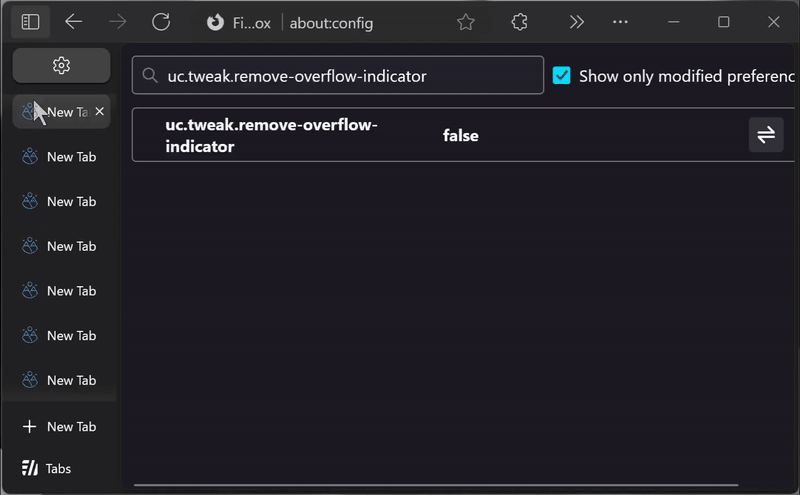 Fi...ox about:config
uc.tweak.remove-overflow-indicator
Show only modified preferenc
New Ta
uc.tweak.remove-overflow-
indicator
false
New Tab
New Tab
New Tab
New Tab
New Tab
New Tab
New Tab
Tabs